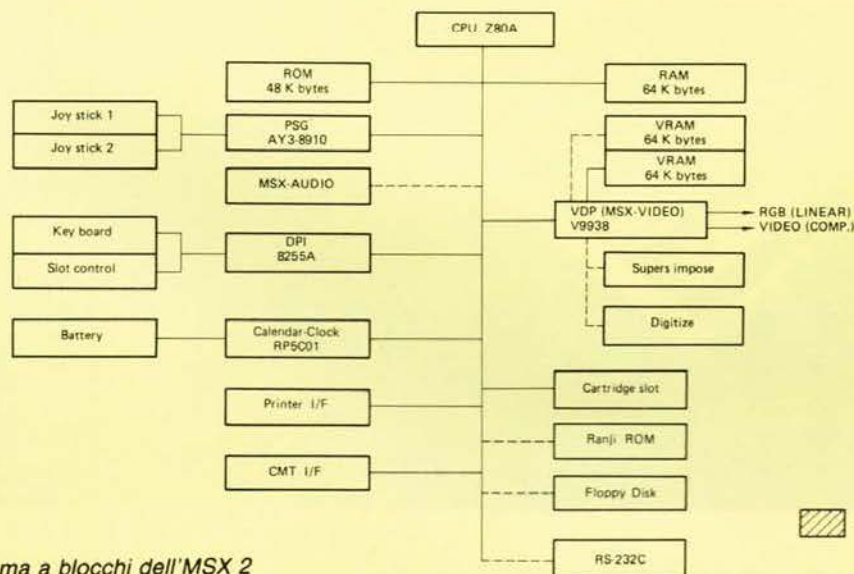 CPU Z80A
ROM
48 K bytes
RAM
64 K bytes
Joy stick 1
Joy stick 2
PSG
AY3-8910
VRAM
64 K bytes
VRAM
64 K bytes
MSX-AUDIO
VDP (MSX-VIDEO)
V9938
RGB (LINEAR)
VIDEO (COMP.)
Key board
Slot control
DPI
8255A
Supers impose
Digitize
Battery
Calendar-Clock
RP5C01
Printer I/F
Cartridge slot
Ranji ROM
CMT I/F
Floppy Disk
RS-232C
ma a blocchi dell'MSX 2